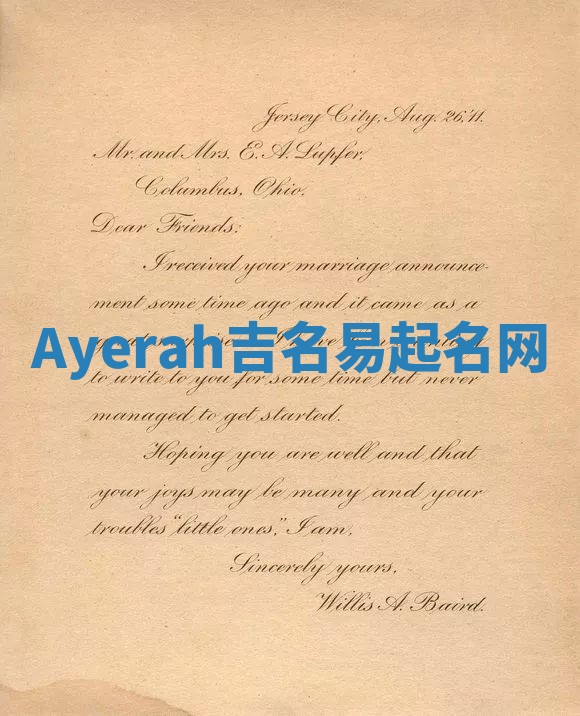 Jersey City, Aug. 26, '11.
Mr. and Mrs. E. A. Lupfer,
Columbus, Ohio.
Dear Friends:
I received your marriage announce-
ment some time ago and it came as a
Ayerah吉名易起名网
to write to you for some time but never
managed to get started.
Hoping you are well and that
your joys may be many and your
troubles "little ones," I am,
Sincerely yours,
Willis A. Baird.